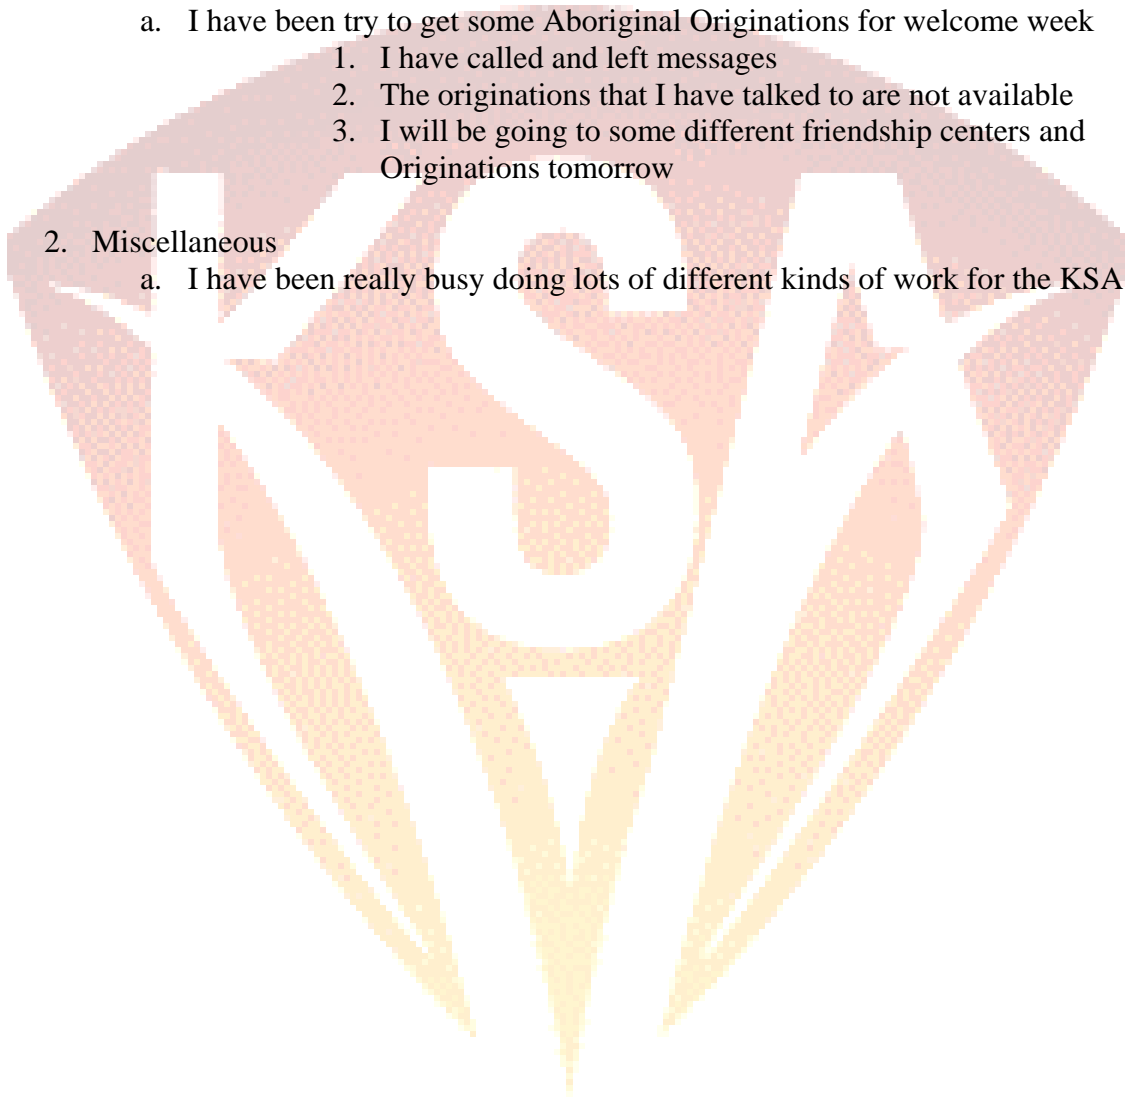 a. I have been try to get some Aboriginal Originations for welcome week
1. I have called and left messages
2. The originations that I have talked to are not available
3. I will be going to some different friendship centers and
Originations tomorrow
2. Miscellaneous
a. I have been really busy doing lots of different kinds of work for the KSA
KSA